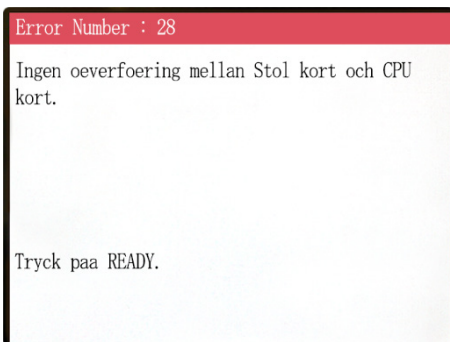 Error Number : 28
Ingen oeverfoering mellan Stol kort och CPU
kort.
Tryck paa READY.